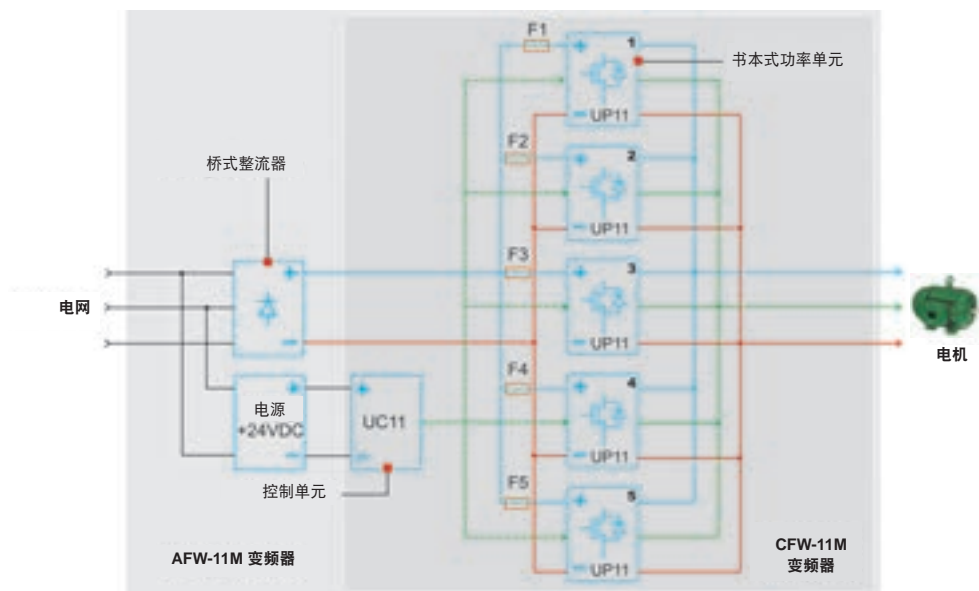 F1
1
书本式功率单元
UP11
F2
2
桥式整流器
UP11
F3
3
电网
UP11
电机
F4
4
电源
+24VDC
UC11
UP11
F5
5
控制单元
UP11
AFW-11M 变频器
CFW-11M
变频器